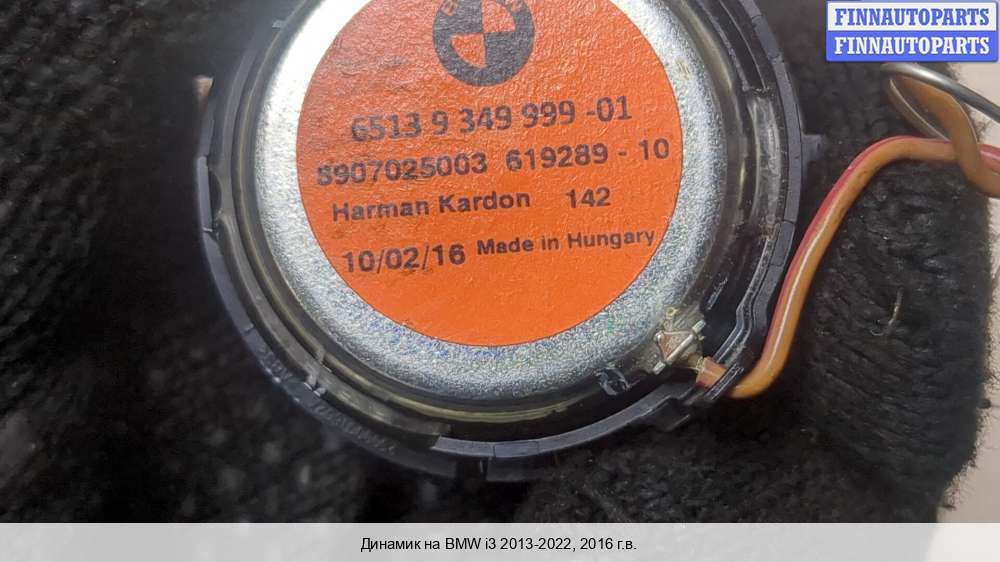 FINNAUTOPARTS
FINNAUTOPARTS
6513 9 349 999 -01
8907025003 619289 - 10
Harman Kardon 142
10/02/16 Made in Hungary
Динамик на BMW i3 2013-2022, 2016 г.в.